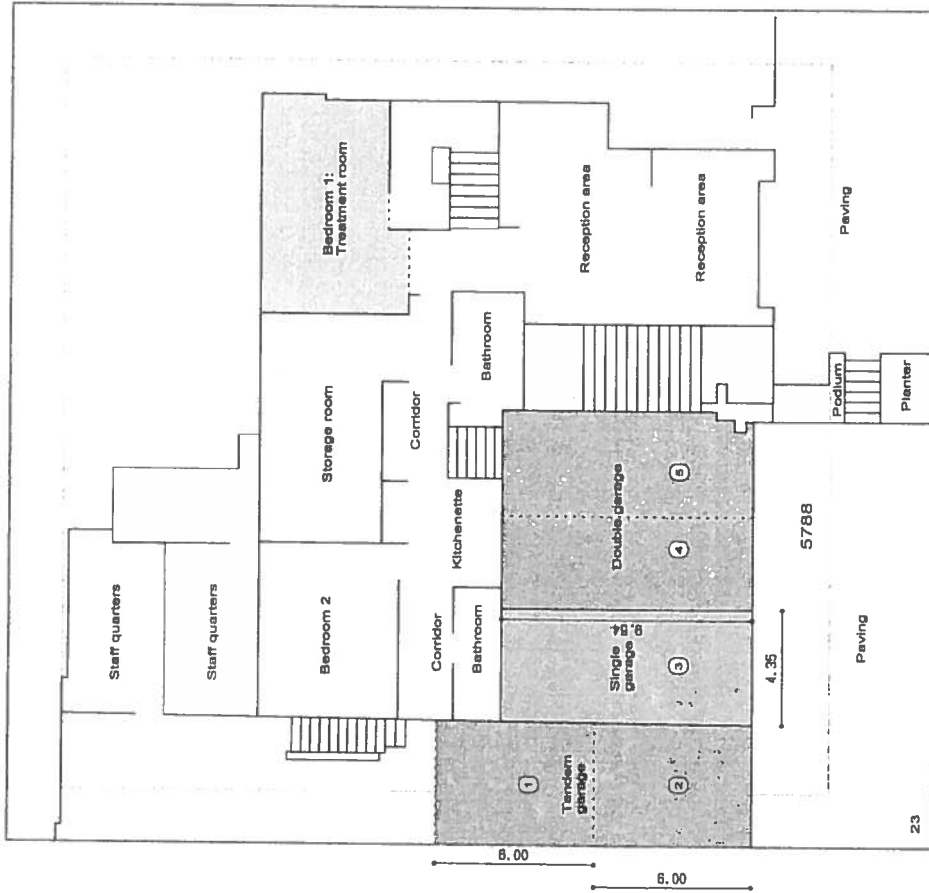 Bedroom 1:
Treatment room
Staff quarters
Staff quarters
Storage room
Bedroom 2
Corridor
Kitchenette
Corridor
Bathroom
Bathroom
Reception area
Reception area
Paving
Podium
Planter
Double garage
5
4
Single
garage
3
9.54
4.35
5788
Paving
Tandem
garage
1
2
6.00
6.00
23